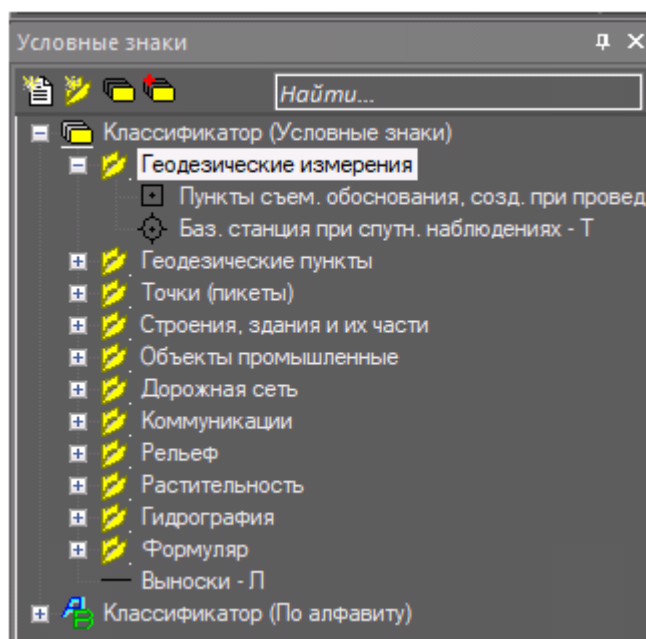 Условные знаки
Найти...
Классификатор (Условные знаки)
Геодезические измерения
Пункты съем. обоснования, созд. при провед
Баз. станция при спутн. наблюдениях - Т
Геодезические пункты
Точки (пикеты)
Строения, здания и их части
Объекты промышленные
Дорожная сеть
Коммуникации
Рельеф
Растительность
Гидрография
Формуляр
Выноски - Л
Классификатор (По алфавиту)